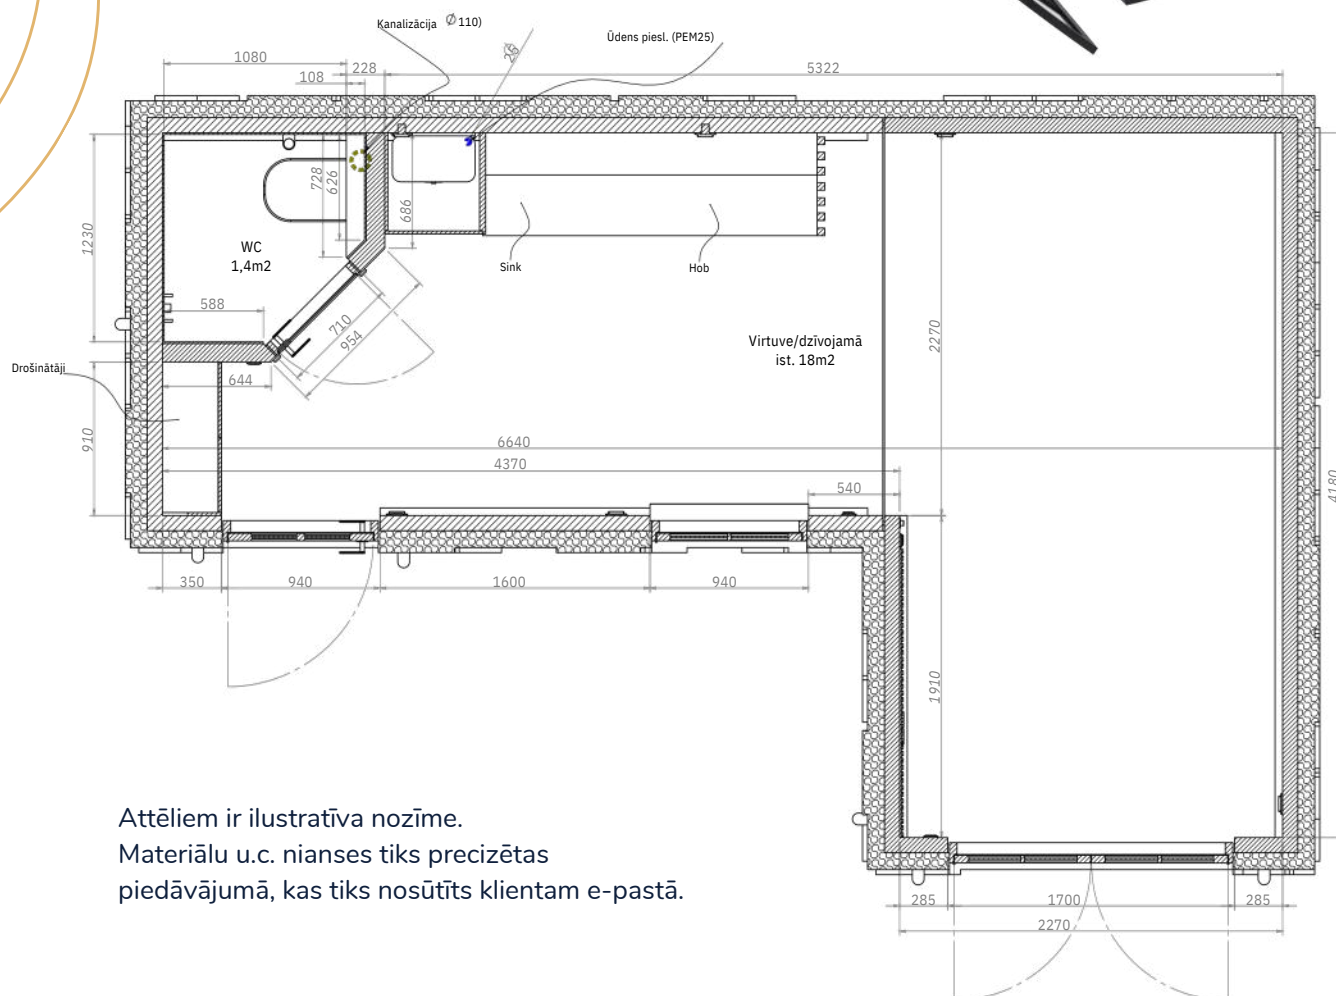 Kanalizācija ∅110)
Ūdens piesl. (PEM25)
1080
228
25
5322
108
728
626
686
1230
WC
1,4m2
Sink
Hob
588
710
954
2270
Virtuve/dzīvojamā
ist. 18m2
Drošinātāji
644
910
6640
4370
540
4180
350
940
1600
940
1910
Attēliem ir ilustratīva nozīme.
Materiālu u.c. nianses tiks precizētas
piedāvājumā, kas tiks nosūtīts klientam e-pastā.
285
1700
285
2270